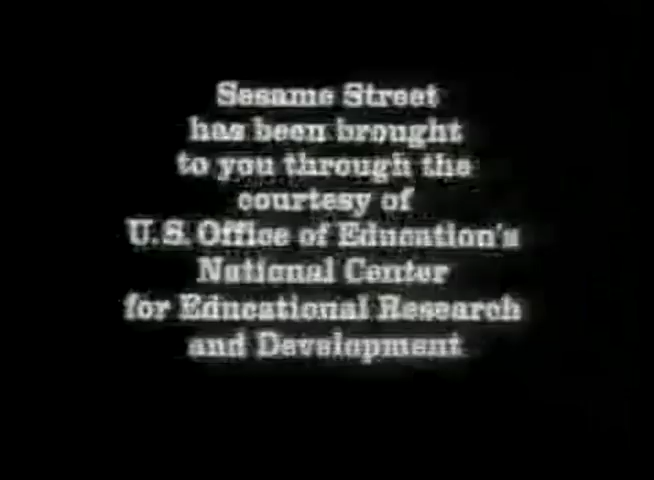 Sesame Street
has been brought
to you through the
courtesy of
U.S. Office of Education's
National Center
for Educational Research
and Development